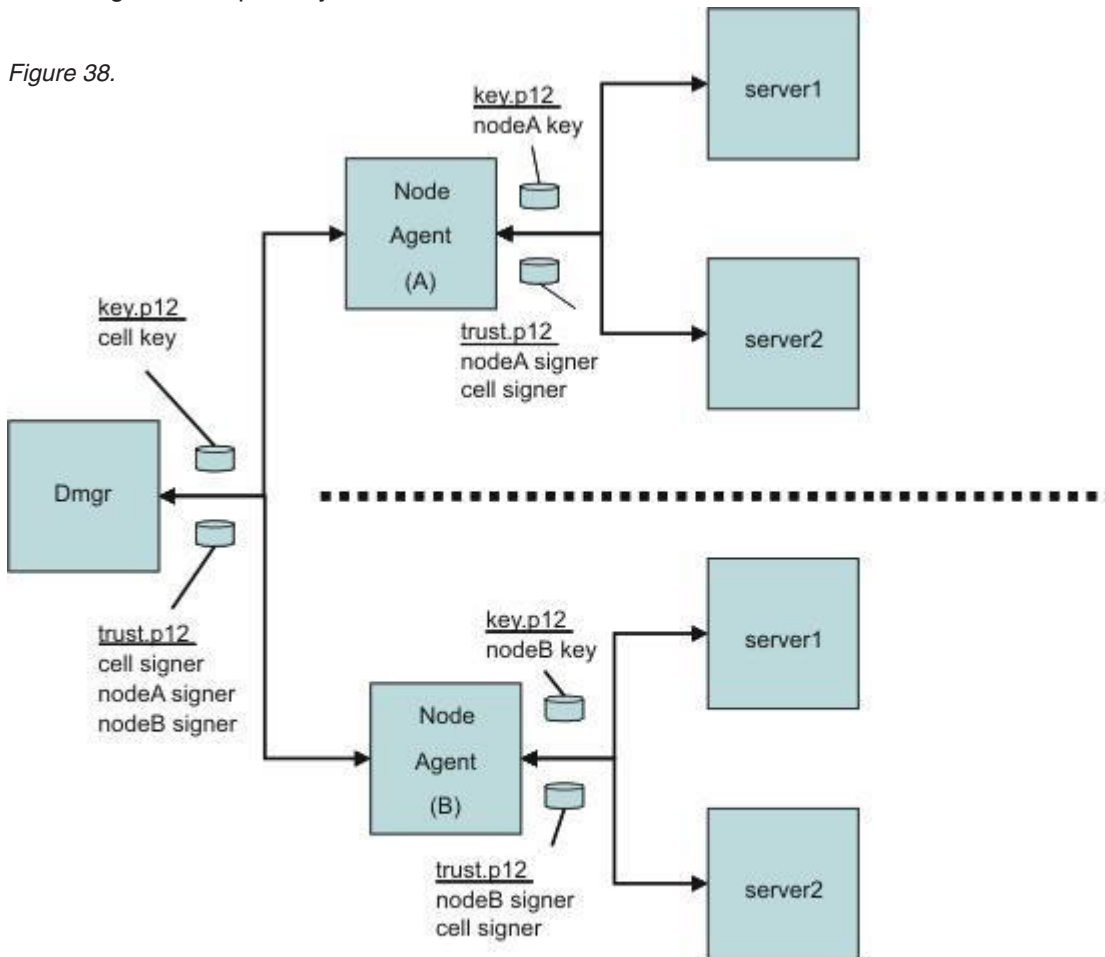 Figure 38.
key.p12
nodeA key
server1
Node
Agent
(A)
trust.p12
nodeA signer
cell signer
server2
key.p12
cell key
Dmgr
trust.p12
cell signer
nodeA signer
nodeB signer
key.p12
nodeB key
server1
Node
Agent
(B)
trust.p12
nodeB signer
cell signer
server2